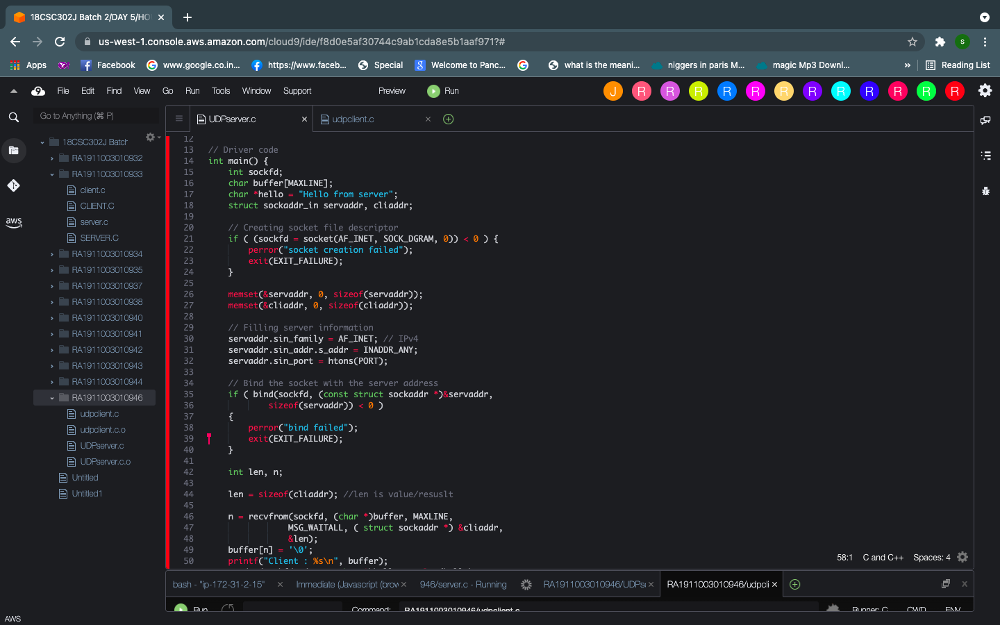 18CSC302J Batch 2/DAY 5/HO
us-west-1.console.aws.amazon.com/cloud9/ide/f8d0e5af30744c9ab1cda8e5b1aaf971?#
S
Apps Facebook www.google.co.in... https://www.faceb... Special Welcome to Panc... what is the meani... niggers in paris M... magic Mp3 Downl... » Reading List
9 File Edit Find View Go Run Tools Window Support Preview Run J R R R R R R R R R R R R
Go to Anything (⌘ P)
UDPserver.c udpclient.c
18CSC302J Batch
RA1911003010932
RA1911003010933
client.c
CLIENT.C
server.c
SERVER.C
RA1911003010934
RA1911003010935
RA1911003010937
RA1911003010938
RA1911003010940
RA1911003010941
RA1911003010942
RA1911003010943
RA1911003010944
RA1911003010946
udpclient.c
udpclient.c.o
UDPserver.c
UDPserver.c.o
Untitled
Untitled1
aws
12
13 // Driver code
14 int main() {
15 int sockfd;
16 char buffer[MAXLINE];
17 char *hello = "Hello from server";
18 struct sockaddr_in servaddr, cliaddr;
19
20 // Creating socket file descriptor
21 if ( (sockfd = socket(AF_INET, SOCK_DGRAM, 0)) < 0 ) {
22 perror("socket creation failed");
23 exit(EXIT_FAILURE);
24 }
25
26 memset(&servaddr, 0, sizeof(servaddr));
27 memset(&cliaddr, 0, sizeof(cliaddr));
28
29 // Filling server information
30 servaddr.sin_family = AF_INET; // IPv4
31 servaddr.sin_addr.s_addr = INADDR_ANY;
32 servaddr.sin_port = htons(PORT);
33
34 // Bind the socket with the server address
35 if ( bind(sockfd, (const struct sockaddr *)&servaddr,
36 sizeof(servaddr)) < 0 )
37 {
38 perror("bind failed");
39 exit(EXIT_FAILURE);
40 }
41
42 int len, n;
43
44 len = sizeof(cliaddr); //len is value/resuslt
45
46 n = recvfrom(sockfd, (char *)buffer, MAXLINE,
47 MSG_WAITALL, ( struct sockaddr *) &cliaddr,
48 &len);
49 buffer[n] = '\0';
50 printf("Client : %s\n", buffer);
58:1 C and C++ Spaces: 4
bash - "ip-172-31-2-15" Immediate (Javascript (brow 946/server.c - Running RA1911003010946/UDPs RA1911003010946/udpcli
Run Command: RA1911003010946/udpclient.c Runner: C CWD ENV
AWS